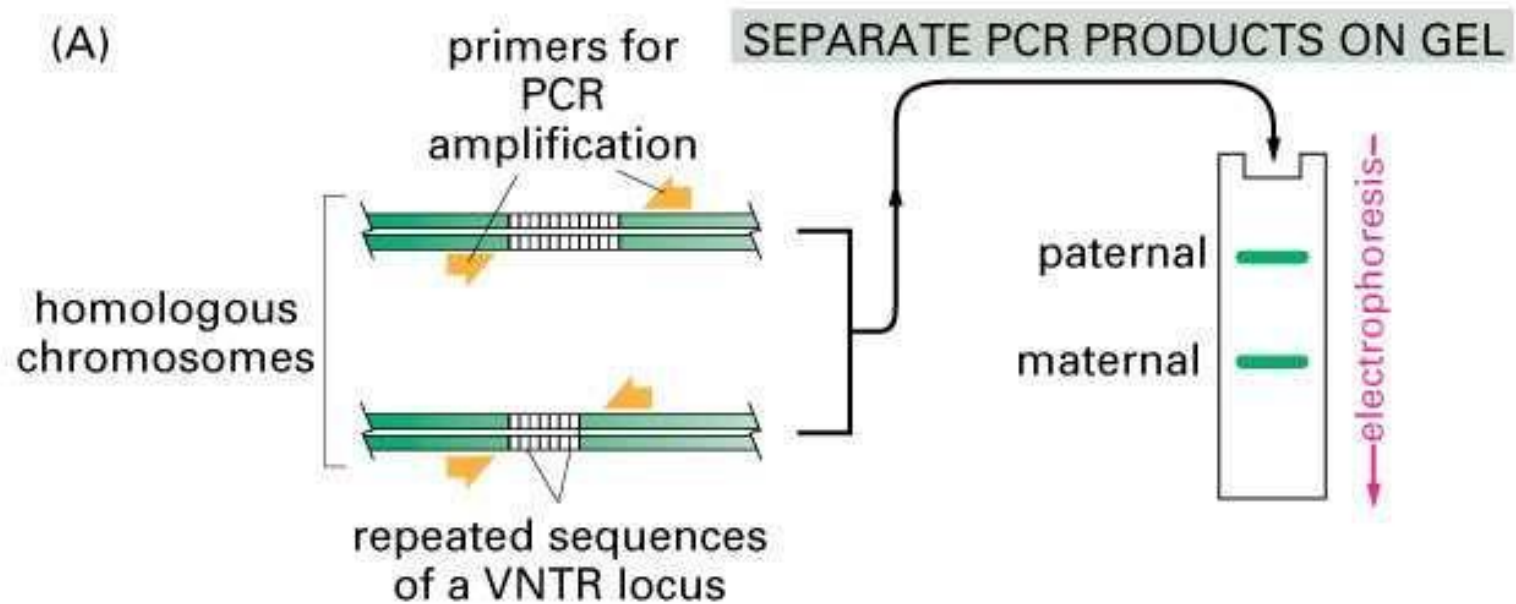 (A)
primers for
PCR
amplification
SEPARATE PCR PRODUCTS ON GEL
homologous
chromosomes
repeated sequences
of a VNTR locus
paternal
maternal
electrophoresis